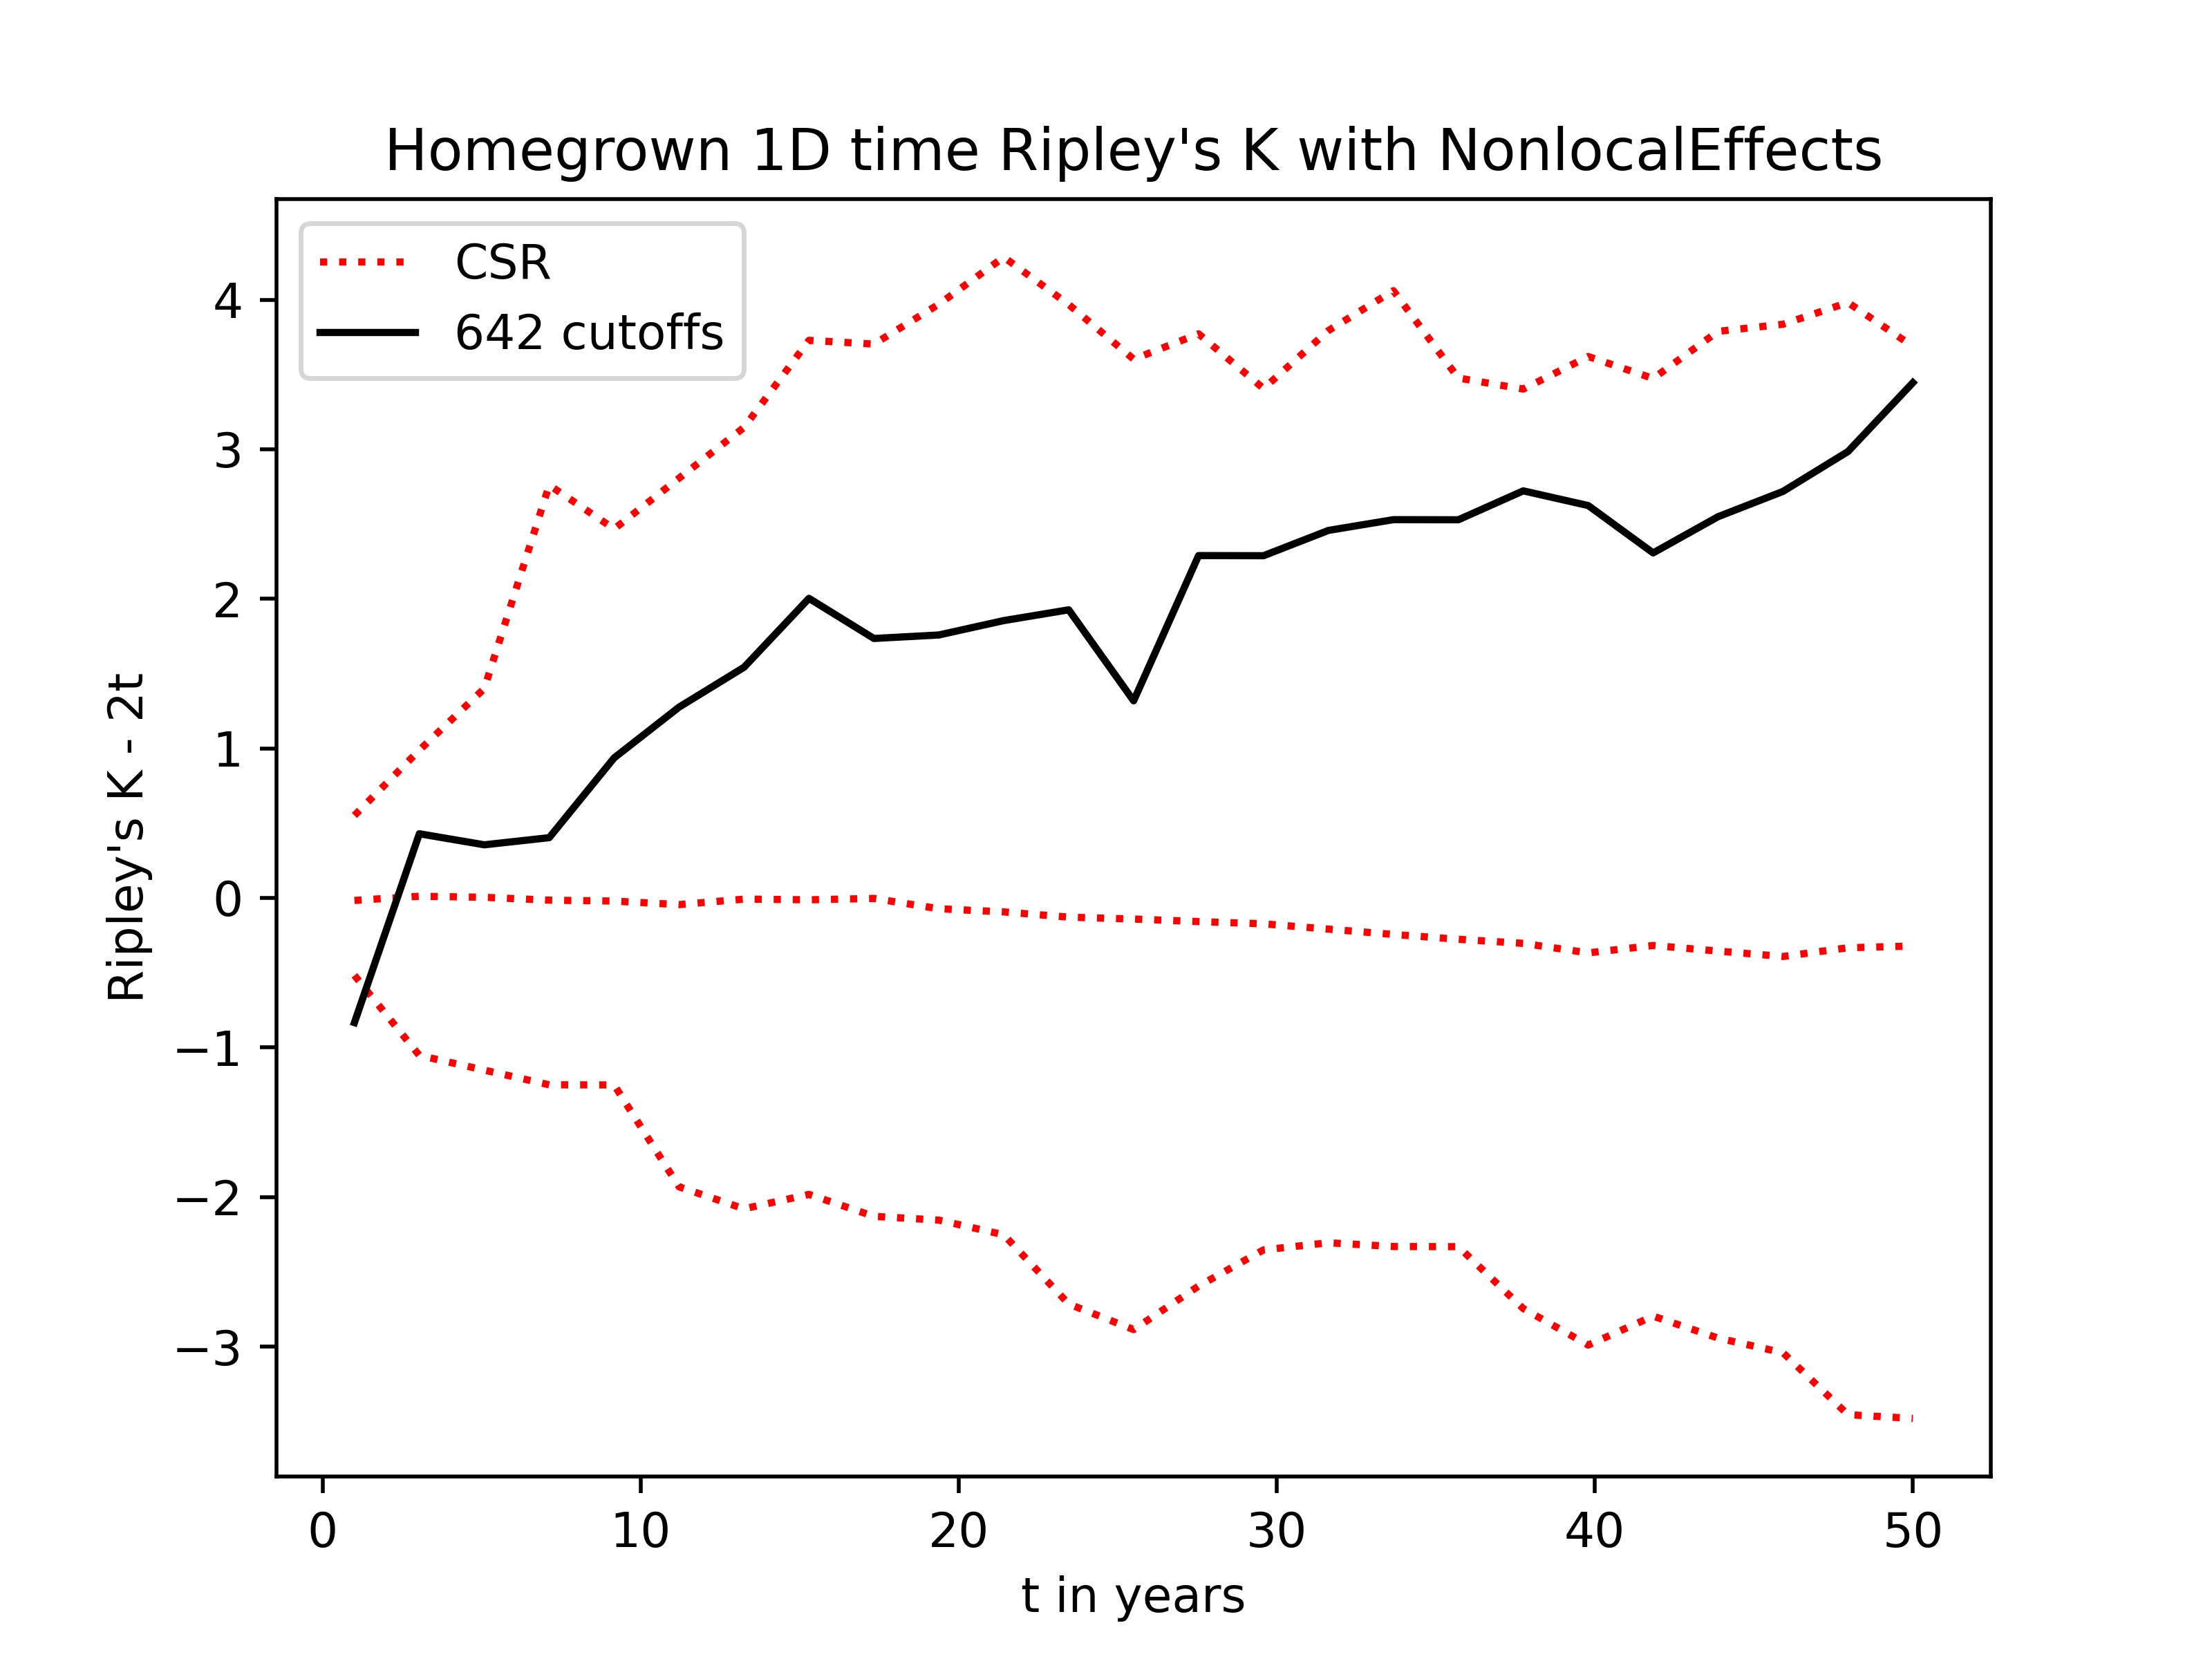 Homegrown 1D time Ripley's K with NonlocalEffects
CSR
642 cutoffs
4
3
2
1
0
−1
−2
−3
Ripley's K - 2t
0 10 20 30 40 50
t in years